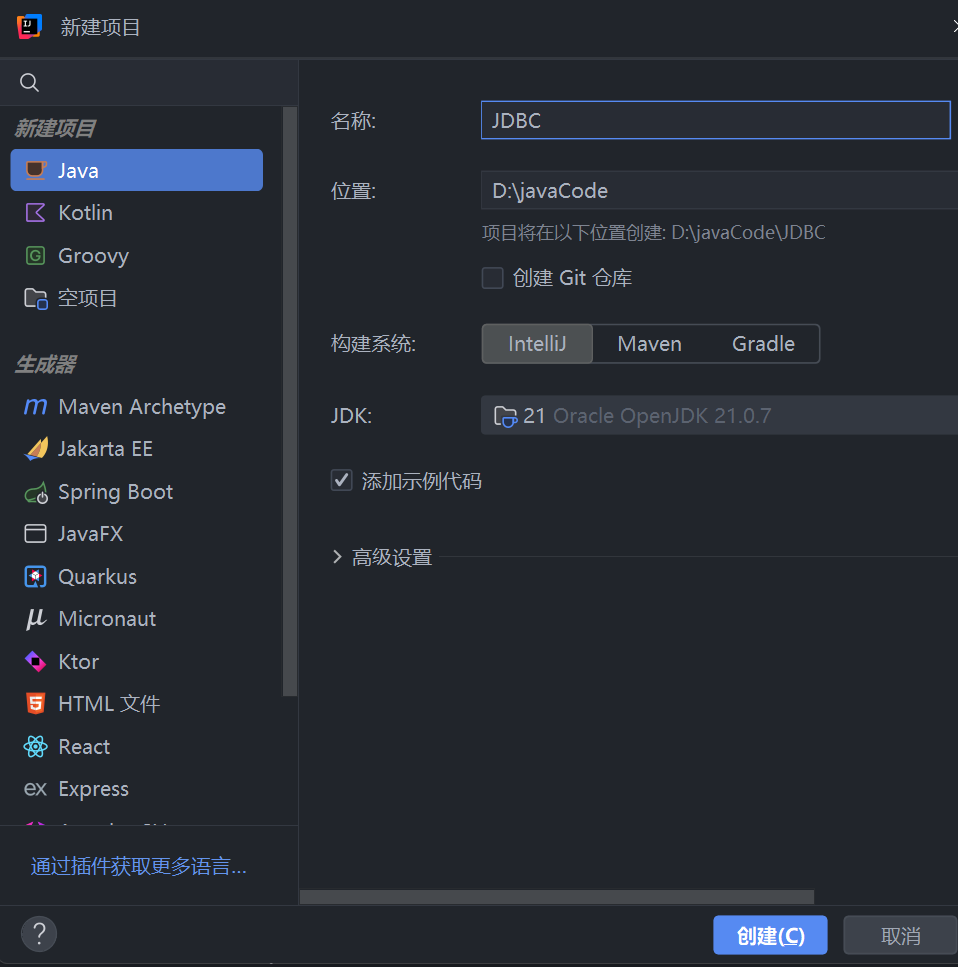 新建项目
新建项目
Java
Kotlin
Groovy
空项目
生成器
Maven Archetype
Jakarta EE
Spring Boot
JavaFX
Quarkus
Micronaut
Ktor
HTML 文件
React
Express
通过插件获取更多语言...
名称:
JDBC
位置:
D:\javaCode
项目将在以下位置创建: D:\javaCode\JDBC
创建 Git 仓库
构建系统:
IntelliJ
Maven
Gradle
JDK:
21 Oracle OpenJDK 21.0.7
添加示例代码
高级设置
?
创建(C)
取消